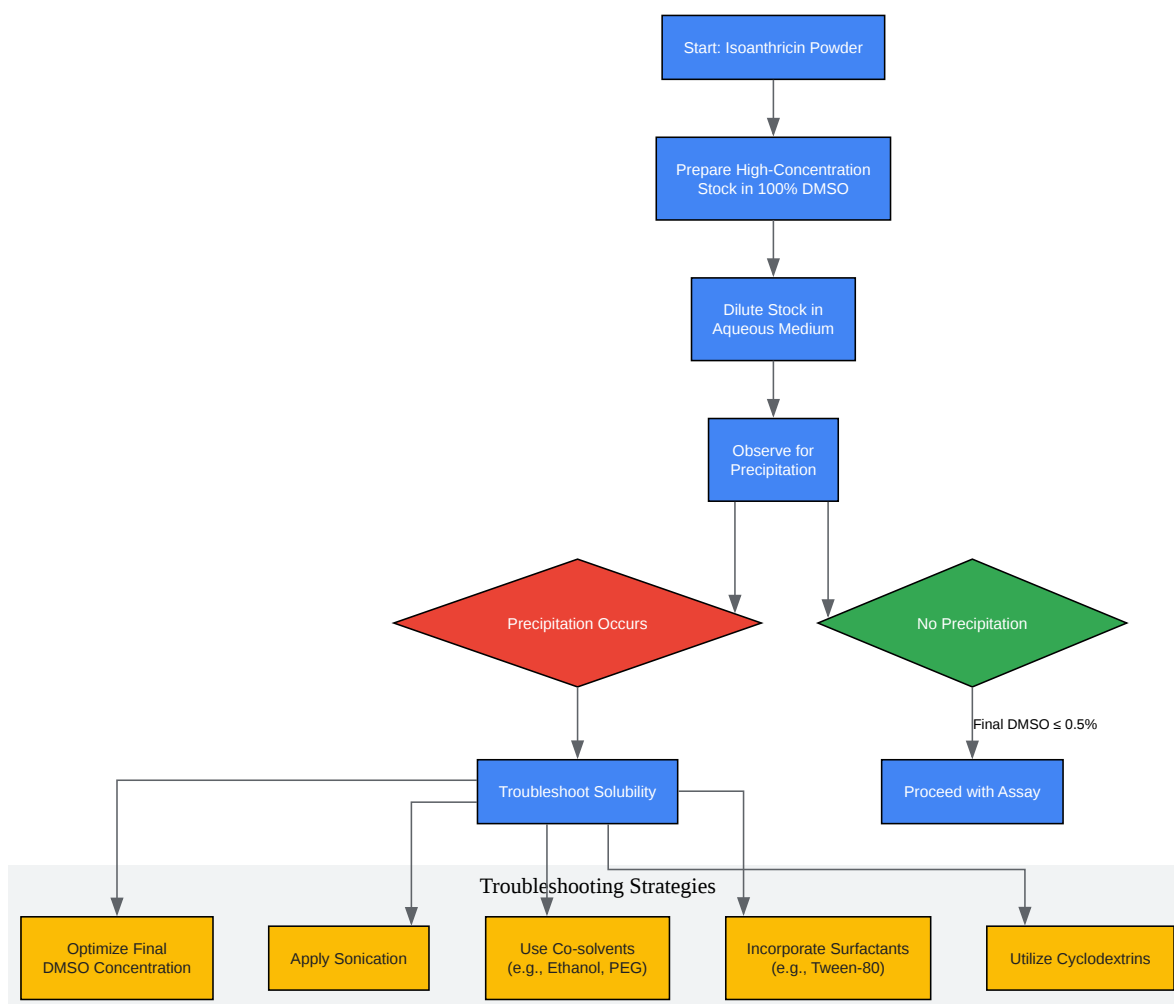 Start: Isoanthricin Powder
Prepare High-Concentration
Stock in 100% DMSO
Dilute Stock in
Aqueous Medium
Observe for
Precipitation
Precipitation Occurs
No Precipitation
Final DMSO ≤ 0.5%
Troubleshoot Solubility
Proceed with Assay
Troubleshooting Strategies
Optimize Final
DMSO Concentration
Apply Sonication
Use Co-solvents
(e.g., Ethanol, PEG)
Incorporate Surfactants
(e.g., Tween-80)
Utilize Cyclodextrins